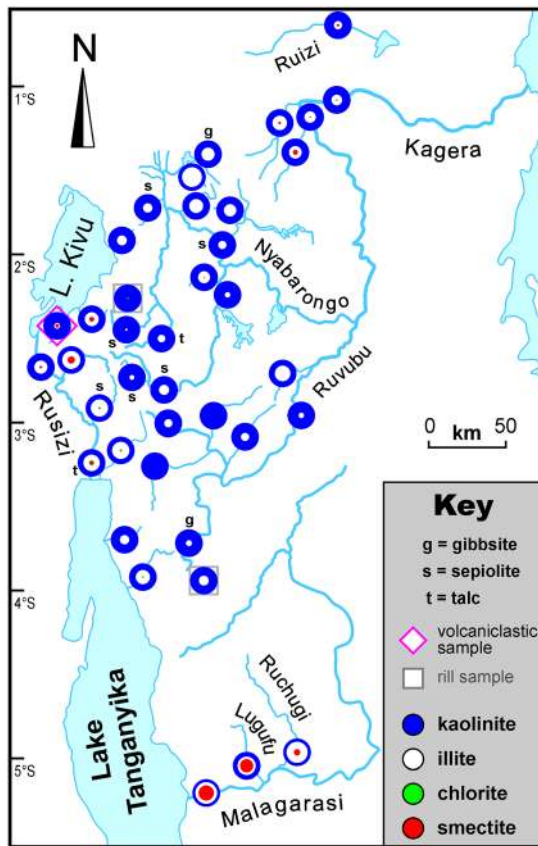 N
Ruizi
1°S
Kagera
g
s
L. Kivu
s
2°S
Nyabarongo
s
t
s
s
s
Ruvubu
Rusizi
3°S
t
0 50
km
g
4°S
Lake
Tanganyika
Ruchugi
Lugufu
5°S
Malagarasi
Key
g = gibbsite
s = sepiolite
t = talc
volcaniclastic
sample
rill sample
kaolinite
illite
chlorite
smectite